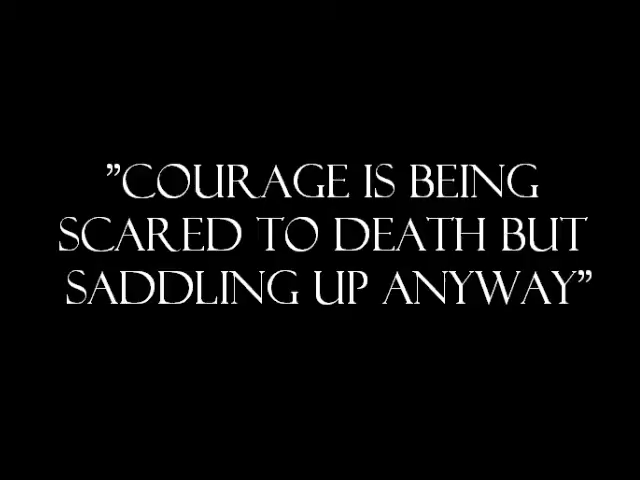 ”COURAGE IS BEING
SCARED TO DEATH BUT
SADDLING UP ANYWAY”